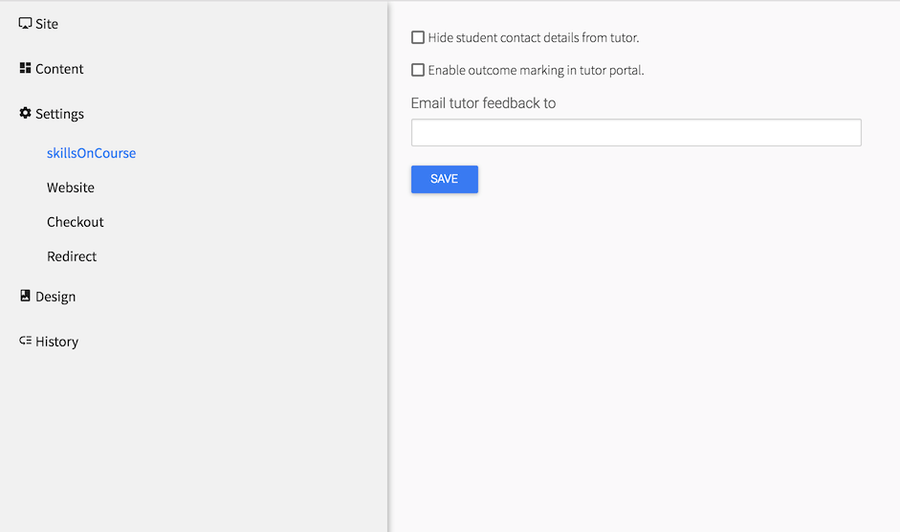 Site
Content
Settings
skillsOnCourse
Website
Checkout
Redirect
Design
History
Hide student contact details from tutor.
Enable outcome marking in tutor portal.
Email tutor feedback to
SAVE